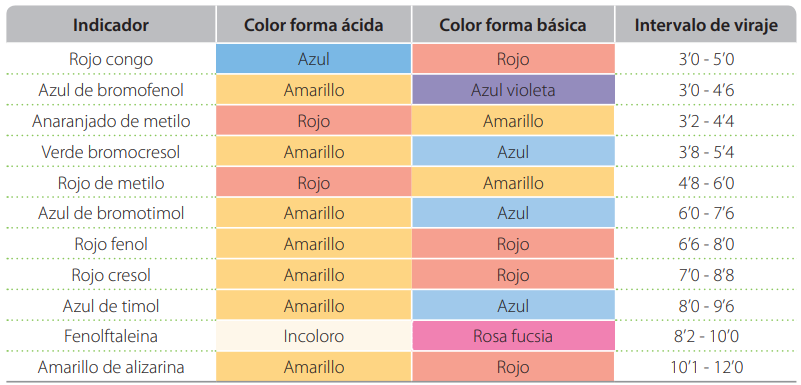 Indicador Color forma ácida Color forma básica Intervalo de viraje
Rojo congo Azul Rojo 3’0 - 5’0
Azul de bromofenol Amarillo Azul violeta 3’0 - 4’6
Anaranjado de metilo Rojo Amarillo 3’2 - 4’4
Verde bromocresol Amarillo Azul 3’8 - 5’4
Rojo de metilo Rojo Amarillo 4’8 - 6’0
Azul de bromotimol Amarillo Azul 6’0 - 7’6
Rojo fenol Amarillo Rojo 6’6 - 8’0
Rojo cresol Amarillo Rojo 7’0 - 8’8
Azul de timol Amarillo Azul 8’0 - 9’6
Fenolftaleina Incoloro Rosa fucsia 8’2 - 10’0
Amarillo de alizarina Amarillo Rojo 10’1 - 12’0